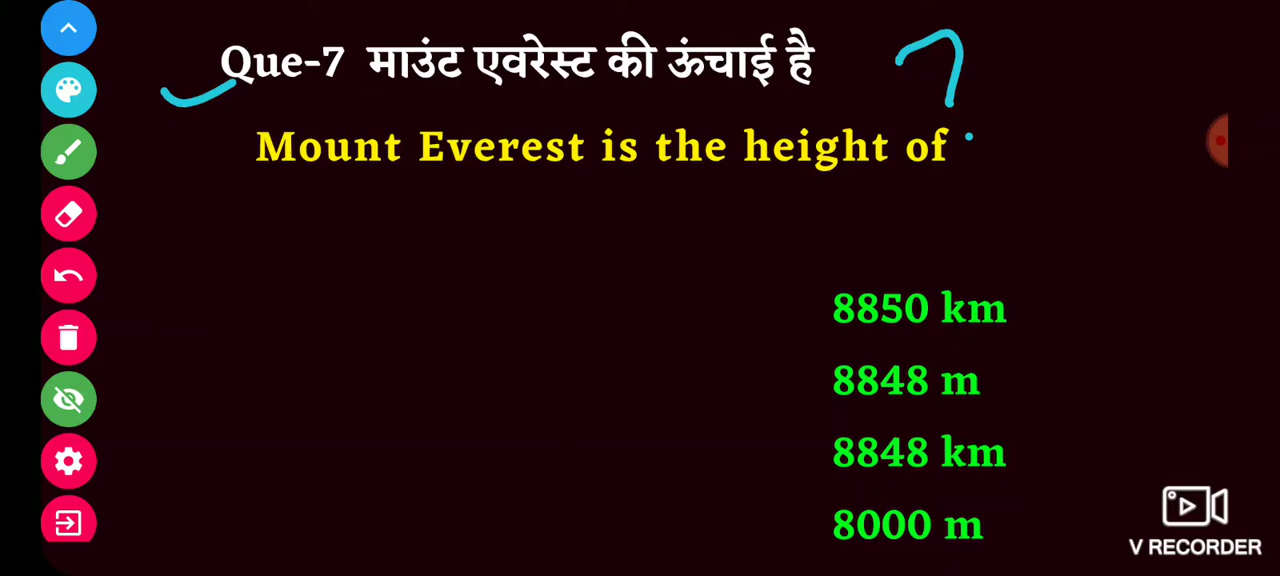 Que-7 माउंट एवरेस्ट की ऊंचाई है ?
Mount Everest is the height of
8850 km
8848 m
8848 km
8000 m
V RECORDER